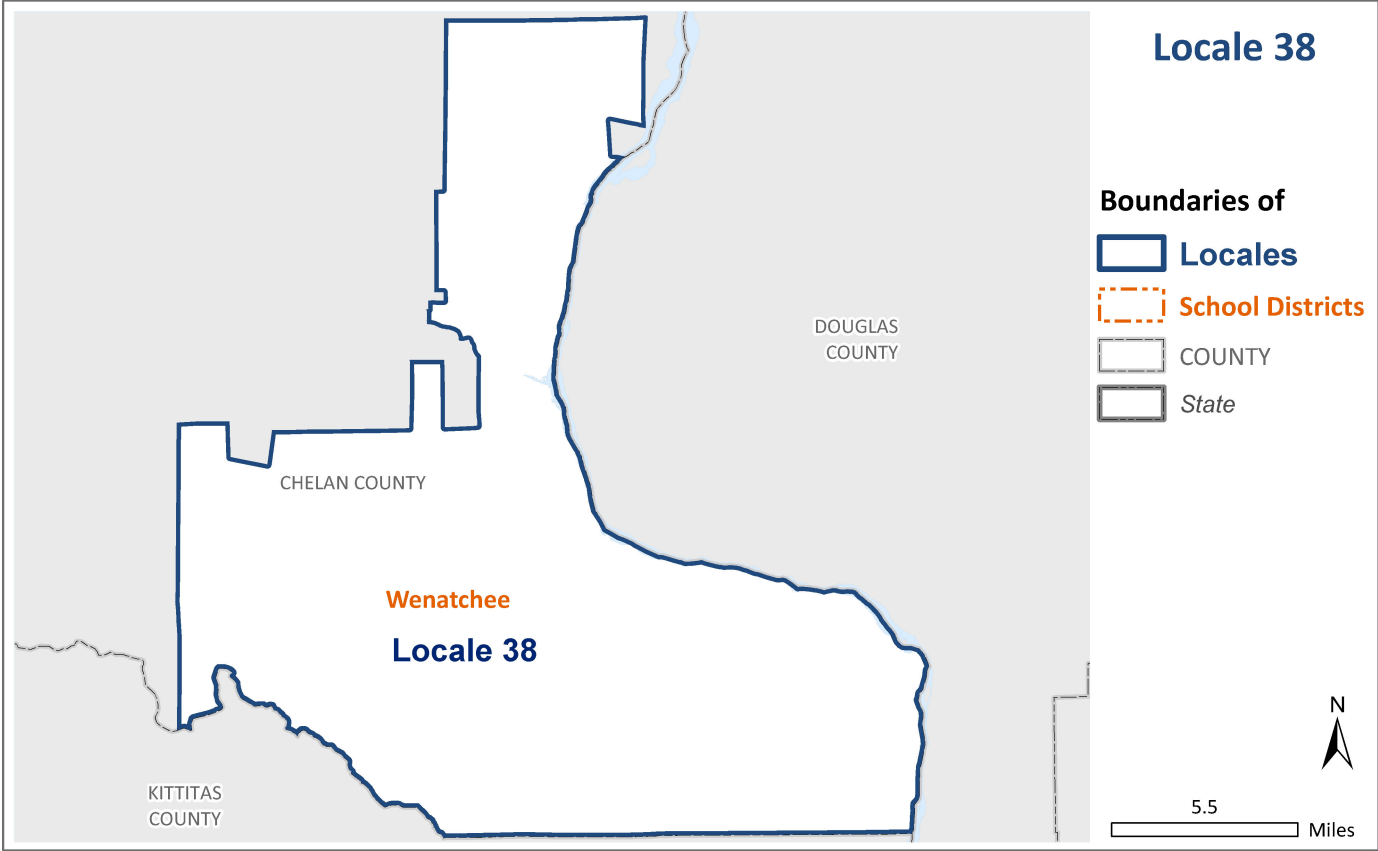 Locale 38
Boundaries of
Locales
School Districts
COUNTY
State
DOUGLAS
COUNTY
CHELAN COUNTY
Wenatchee
Locale 38
KITTITAS
COUNTY
N
5.5
Miles